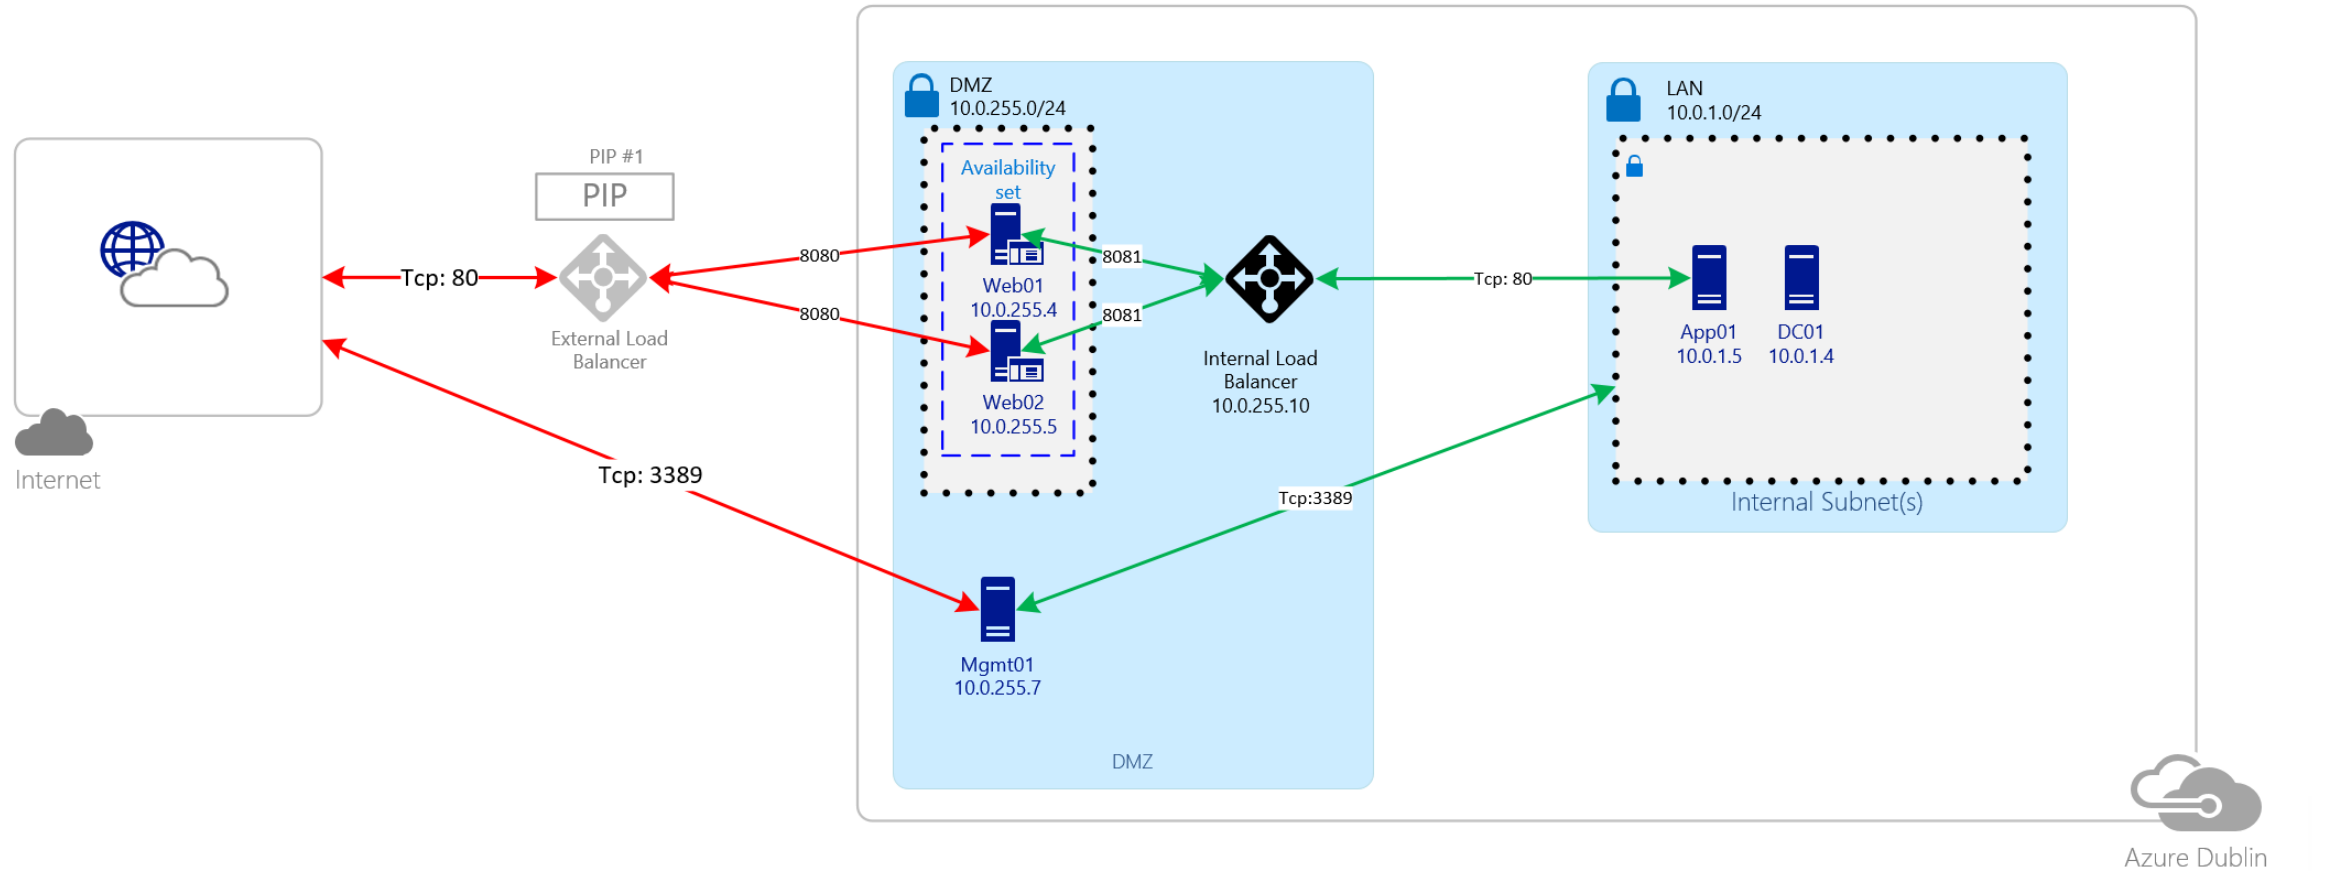 Internet
Tcp: 80
PIP #1
PIP
External Load
Balancer
Tcp: 3389
8080
8080
DMZ
10.0.255.0/24
Availability
set
Web01
10.0.255.4
Web02
10.0.255.5
8081
8081
Internal Load
Balancer
10.0.255.10
Mgmt01
10.0.255.7
DMZ
Tcp: 80
Tcp:3389
LAN
10.0.1.0/24
App01
10.0.1.5
DC01
10.0.1.4
Internal Subnet(s)
Azure Dublin